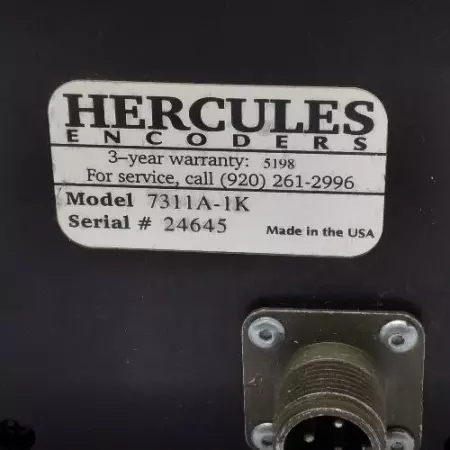 HERCULES
ENCODERS
3-year warranty: 5198
For service, call (920) 261-2996
Model 7311A-1K
Serial # 24645
Made in the USA